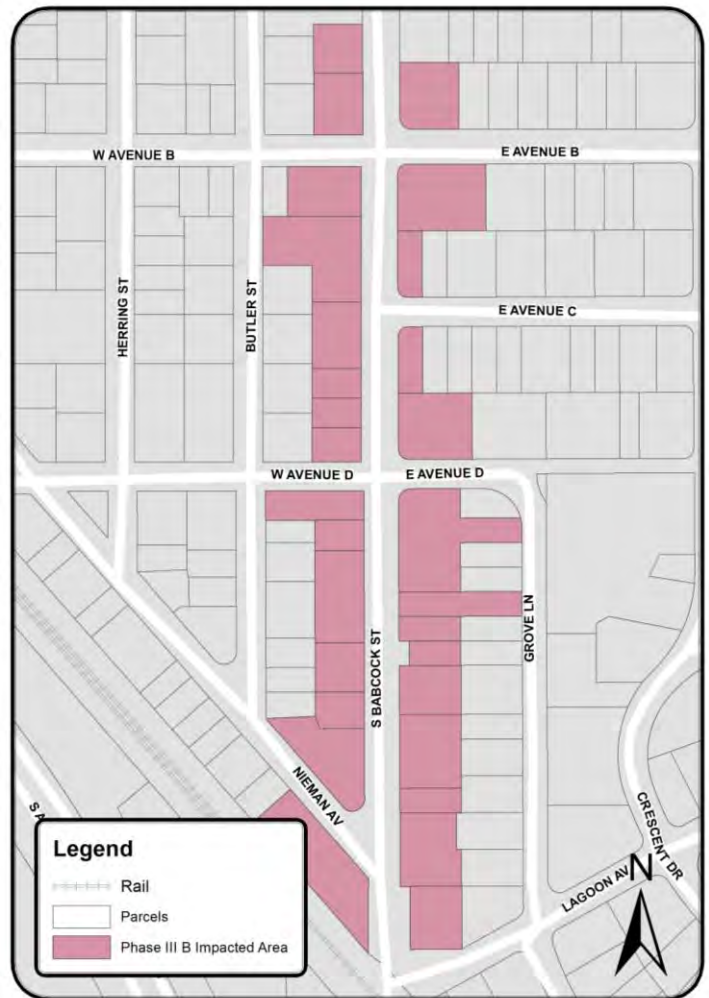 W AVENUE B
E AVENUE B
HERRING ST
BUTLER ST
E AVENUE C
W AVENUE D
E AVENUE D
GROVE LN
S BABCOCK ST
NIEMAN AV
CRESCENT DR
LAGOON AV
N
S A
Legend
Rail
Parcels
Phase III B Impacted Area